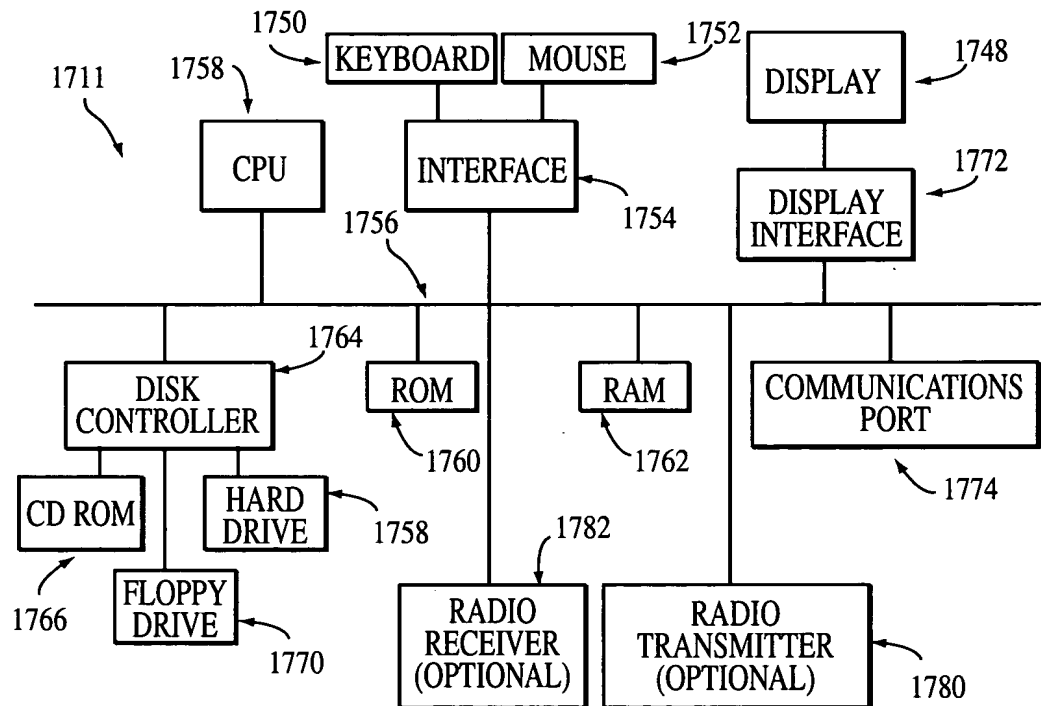 1750
KEYBOARD
MOUSE
1752
1711
1758
CPU
INTERFACE
1754
DISPLAY
1748
1772
DISPLAY
INTERFACE
1756
1764
DISK
CONTROLLER
ROM
1760
RAM
1762
COMMUNICATIONS
PORT
1774
CD ROM
1766
HARD
DRIVE
1758
FLOPPY
DRIVE
1770
1782
RADIO
RECEIVER
(OPTIONAL)
RADIO
TRANSMITTER
(OPTIONAL)
1780